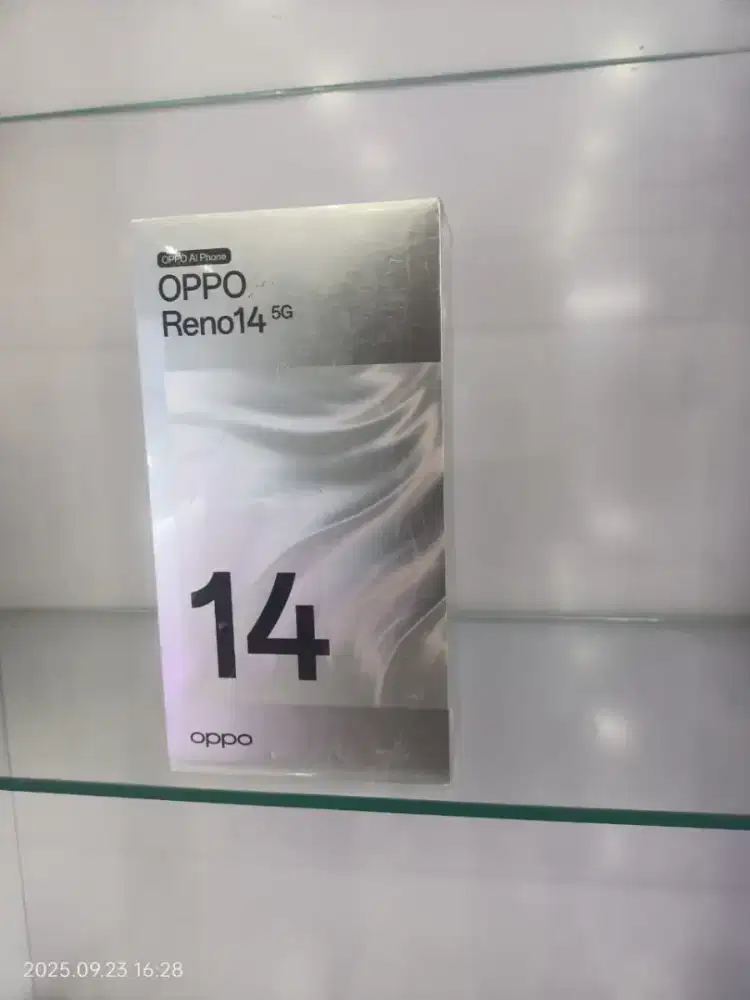 OPPO AI Phone
OPPO
Reno14 5G
14
oppo
2025.09.23 16:28